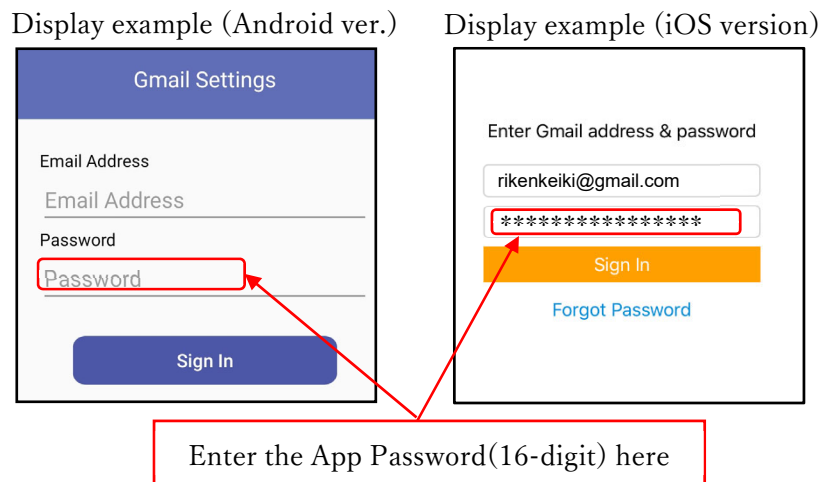 Display example (Android ver.)
Display example (iOS version)
Gmail Settings
Email Address
Email Address
Password
Password
Sign In
Enter Gmail address & password
rikenkeiki@gmail.com
****************
Sign In
Forgot Password
Enter the App Password(16-digit) here